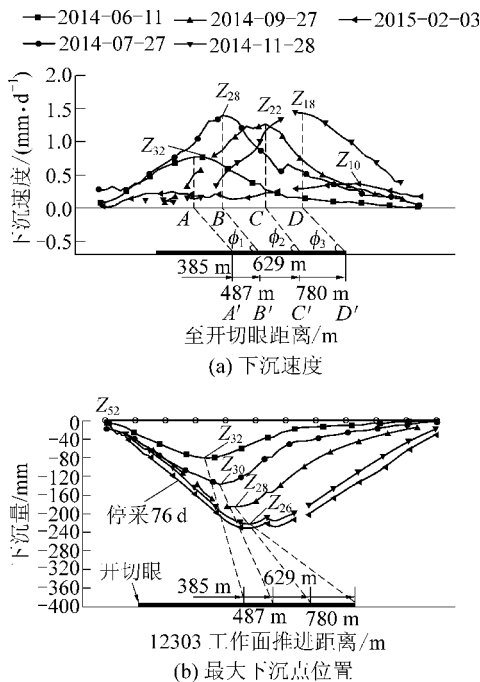 2014-06-11 2014-09-27 2015-02-03
2014-07-27 2014-11-28
下沉速度/(mm·d⁻¹)
2.0
1.5
1.0
0.5
0.0
-0.5
Z28
Z22
Z18
Z32
Z10
A B C D
ϕ1 ϕ2 ϕ3
385 m 629 m
487 m 780 m
A′ B′ C′ D′
至开切眼距离/m
(a) 下沉速度
下沉量/mm
0
-40
-80
-120
-160
-200
-240
-280
-320
-360
-400
Z52
Z32
Z30
Z28
Z26
停采76 d
开切眼
385 m 629 m
487 m 780 m
12303 工作面推进距离/m
(b) 最大下沉点位置